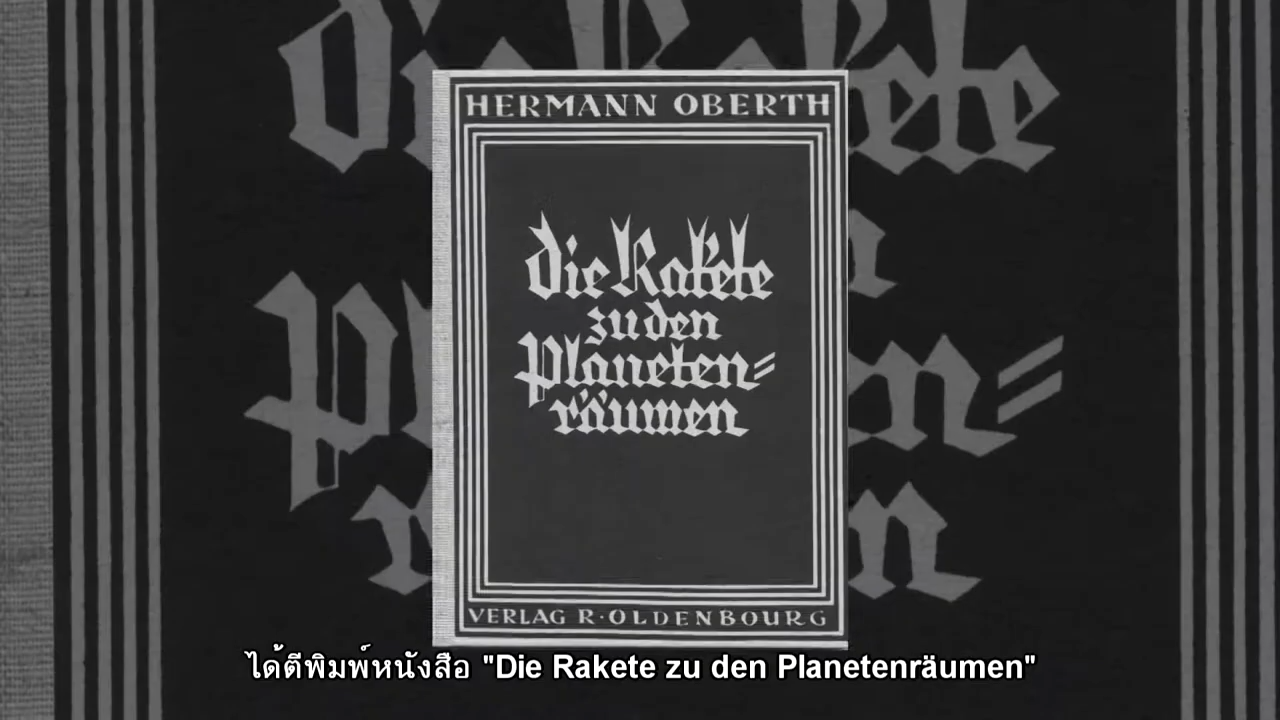 HERMANN OBERTH
die Rakete
zu den
Planeten=
räumen
VERLAG R·OLDENBOURG
ได้ตีพิมพ์หนังสือ "Die Rakete zu den Planetenräumen"